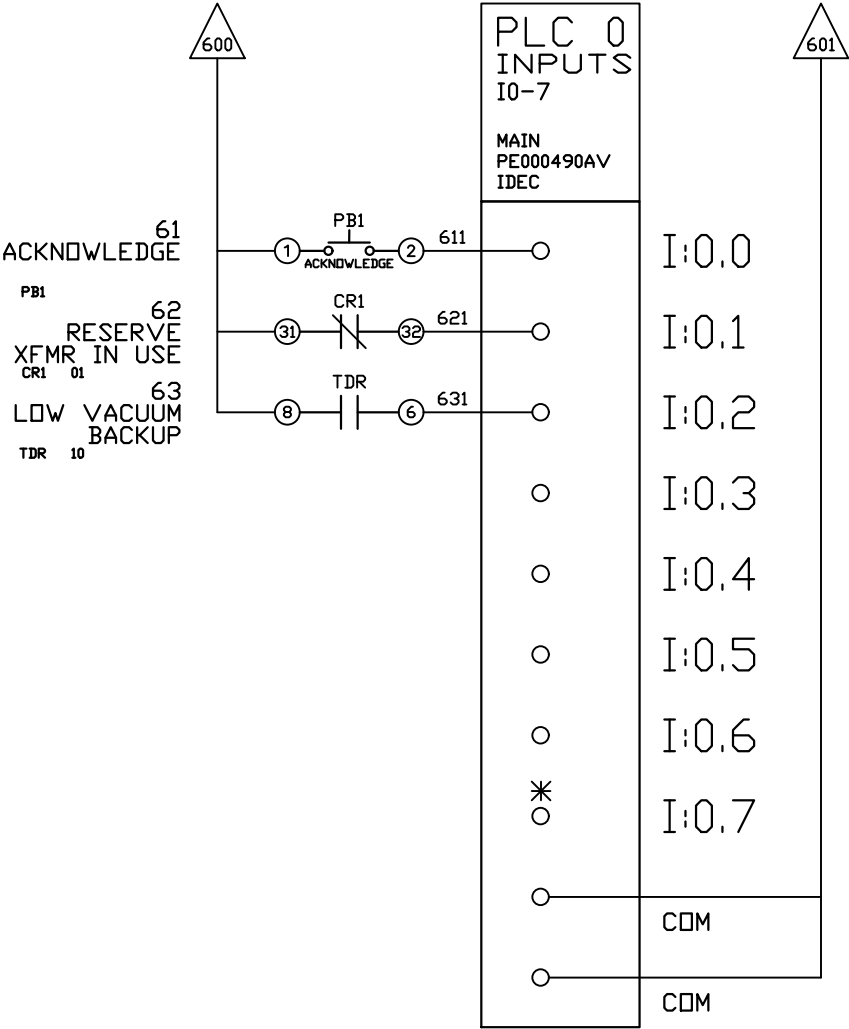 600
PLC 0
INPUTS
I0-7
MAIN
PE000490AV
IDEC
601
61
ACKNOWLEDGE
PB1
1
PB1
ACKNOWLEDGE
2
611
I:0.0
62
RESERVE
XFMR IN USE
CR1 01
31
CR1
32
621
I:0.1
63
LOW VACUUM
BACKUP
TDR 10
8
TDR
6
631
I:0.2
I:0.3
I:0.4
I:0.5
I:0.6
*
I:0.7
COM
COM